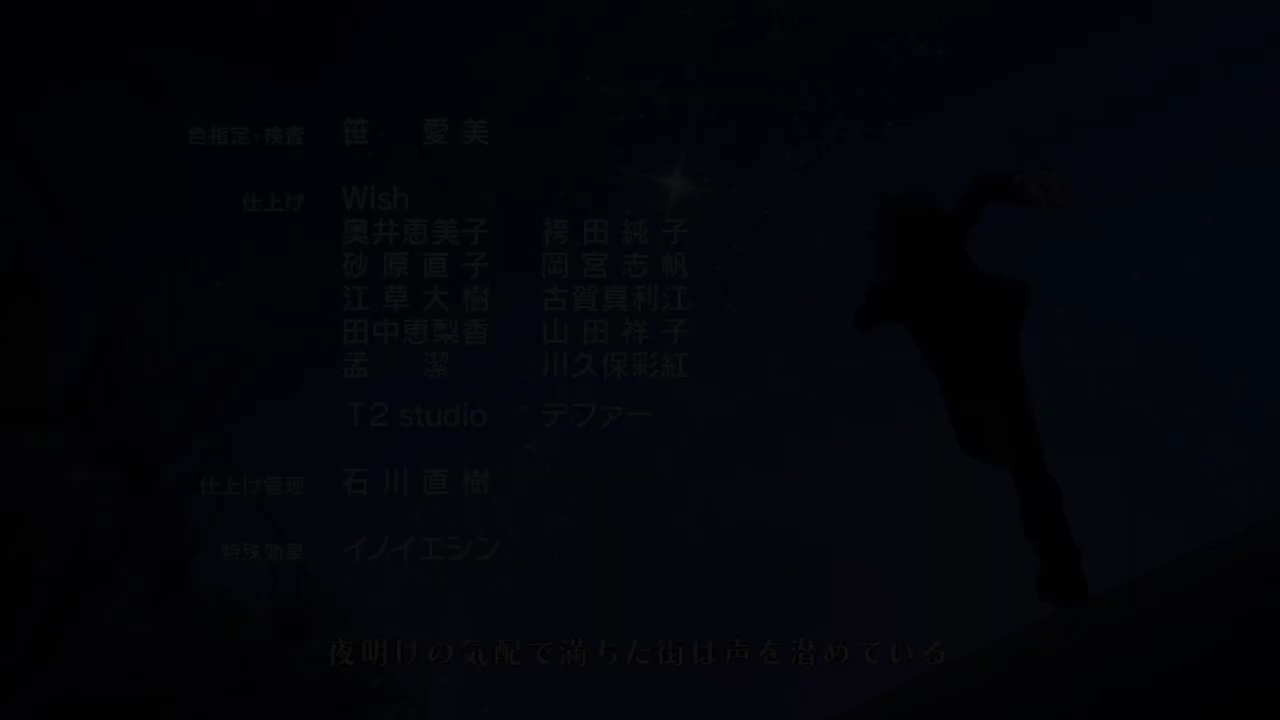 色指定・検査 笹 愛美
仕上げ Wish
奥井恵美子 袴田純子
砂原直子 岡宮志帆
江草大樹 古賀真利江
田中恵梨香 山田祥子
孟 潔 川久保彩紅
T2 studio デファー
仕上げ管理 石川直樹
特殊効果 イノイエシン
夜明けの気配で満ちた街は声を潜めている